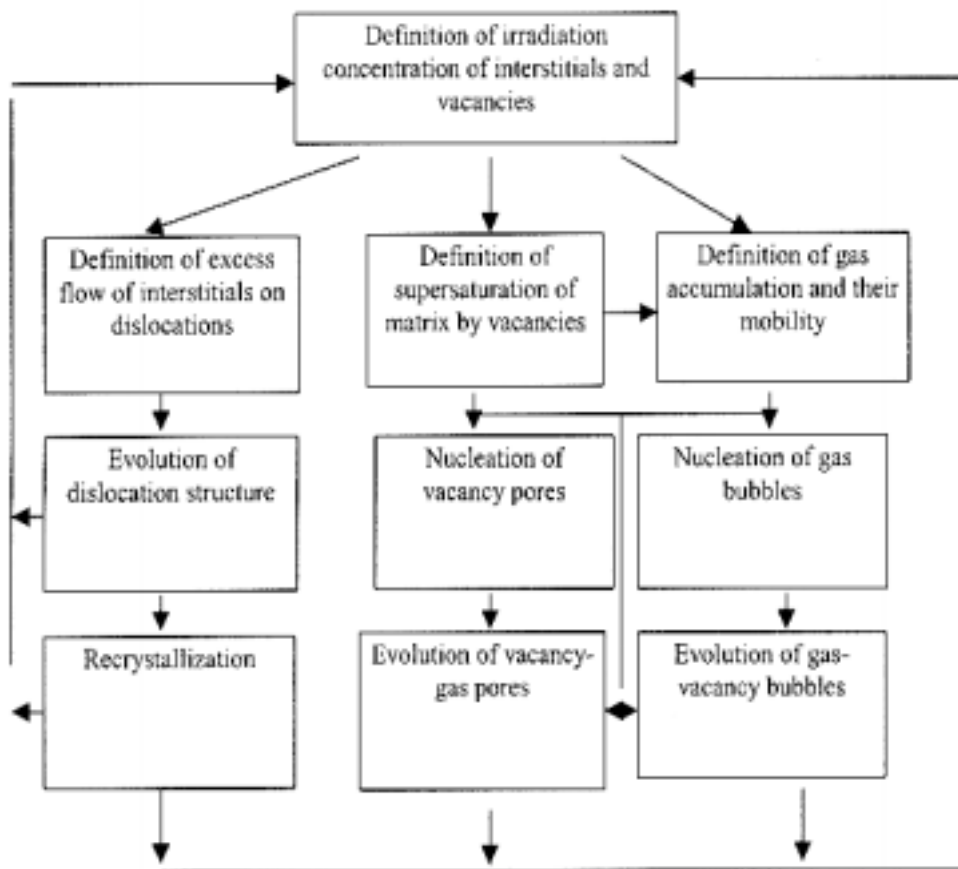 Definition of irradiation
concentration of interstitials and
vacancies
Definition of excess
flow of interstitials on
dislocations
Definition of
supersaturation of
matrix by vacancies
Definition of gas
accumulation and their
mobility
Evolution of
dislocation structure
Nucleation of
vacancy pores
Nucleation of gas
bubbles
Recrystallization
Evolution of vacancy-
gas pores
Evolution of gas-
vacancy bubbles